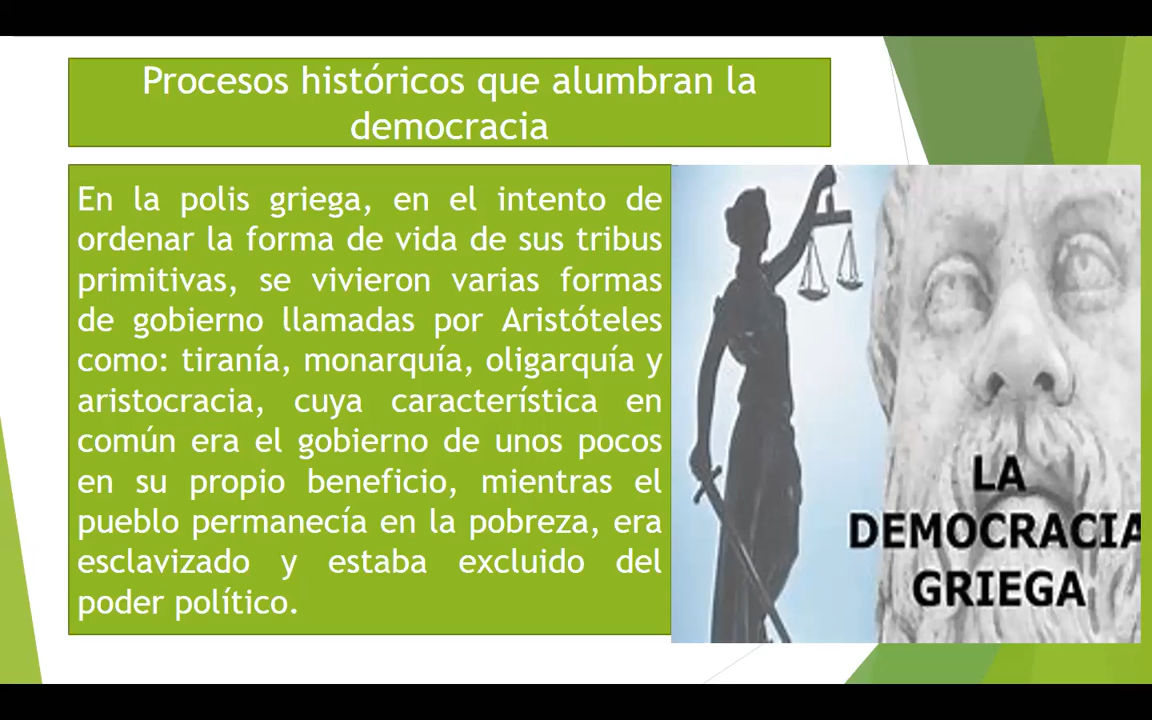 Procesos históricos que alumbran la
democracia
En la polis griega, en el intento de
ordenar la forma de vida de sus tribus
primitivas, se vivieron varias formas
de gobierno llamadas por Aristóteles
como: tiranía, monarquía, oligarquía y
aristocracia, cuya característica en
común era el gobierno de unos pocos
en su propio beneficio, mientras el
pueblo permanecía en la pobreza, era
esclavizado y estaba excluido del
poder político.
LA
DEMOCRACIA
GRIEGA